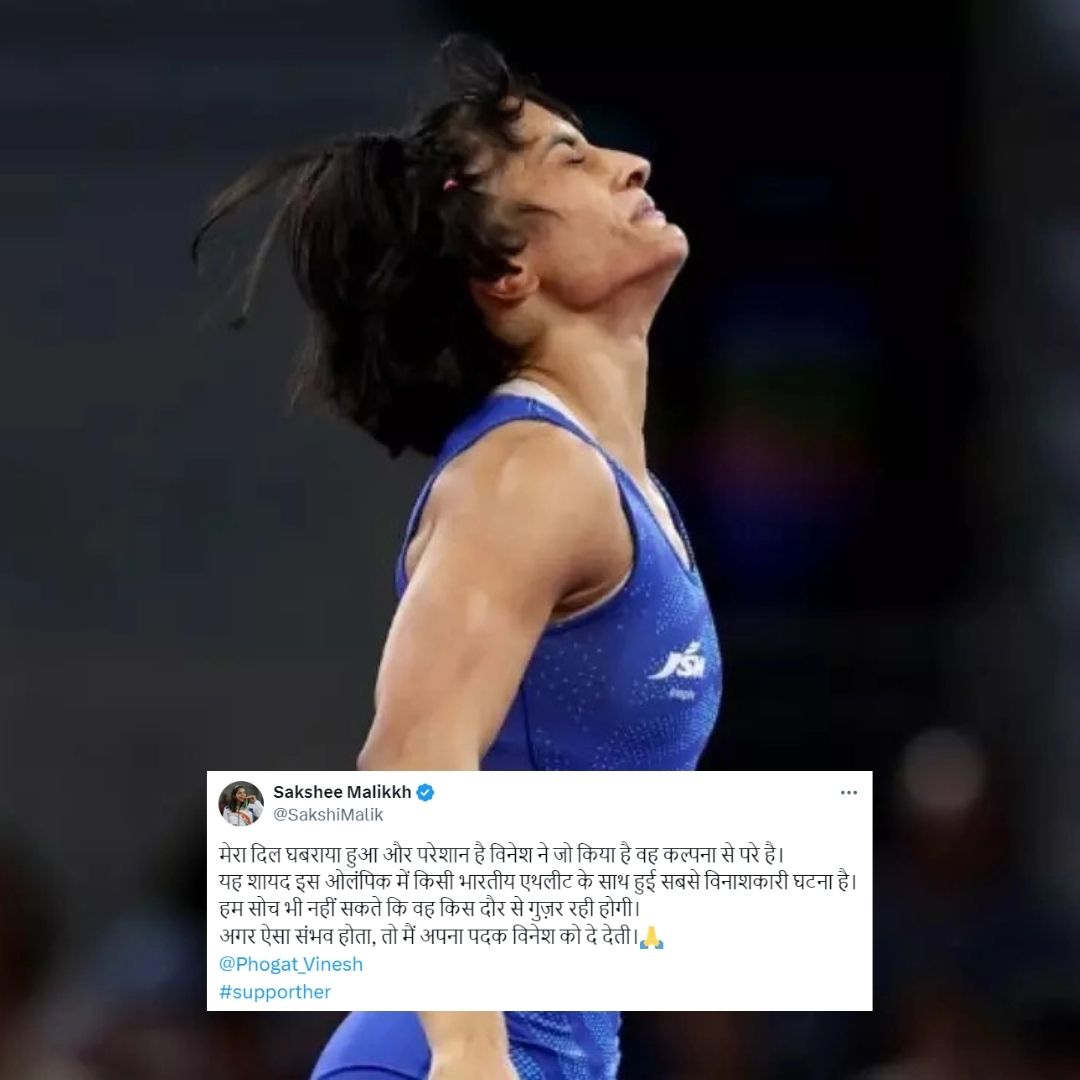 JSW
Sakshee Malikkh
@SakshiMalik
मेरा दिल घबराया हुआ और परेशान है विनेश ने जो किया है वह कल्पना से परे है।
यह शायद इस ओलंपिक में किसी भारतीय एथलीट के साथ हुई सबसे विनाशकारी घटना है।
हम सोच भी नहीं सकते कि वह किस दौर से गुज़र रही होगी।
अगर ऐसा संभव होता, तो मैं अपना पदक विनेश को दे देती।🙏
@Phogat_Vinesh
#supporther